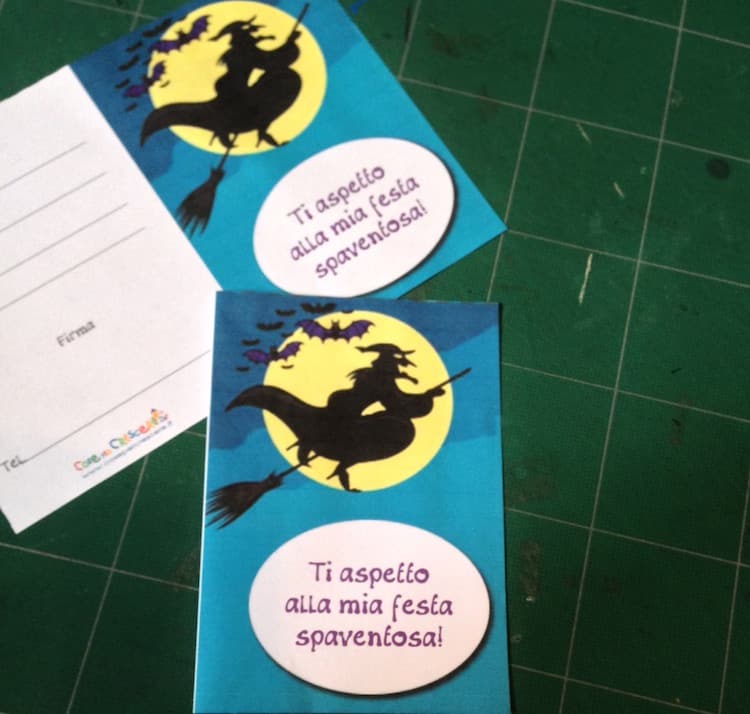 Ti aspetto
alla mia festa
spaventosa!
Firma
Tel.
Ti aspetto
alla mia festa
spaventosa!